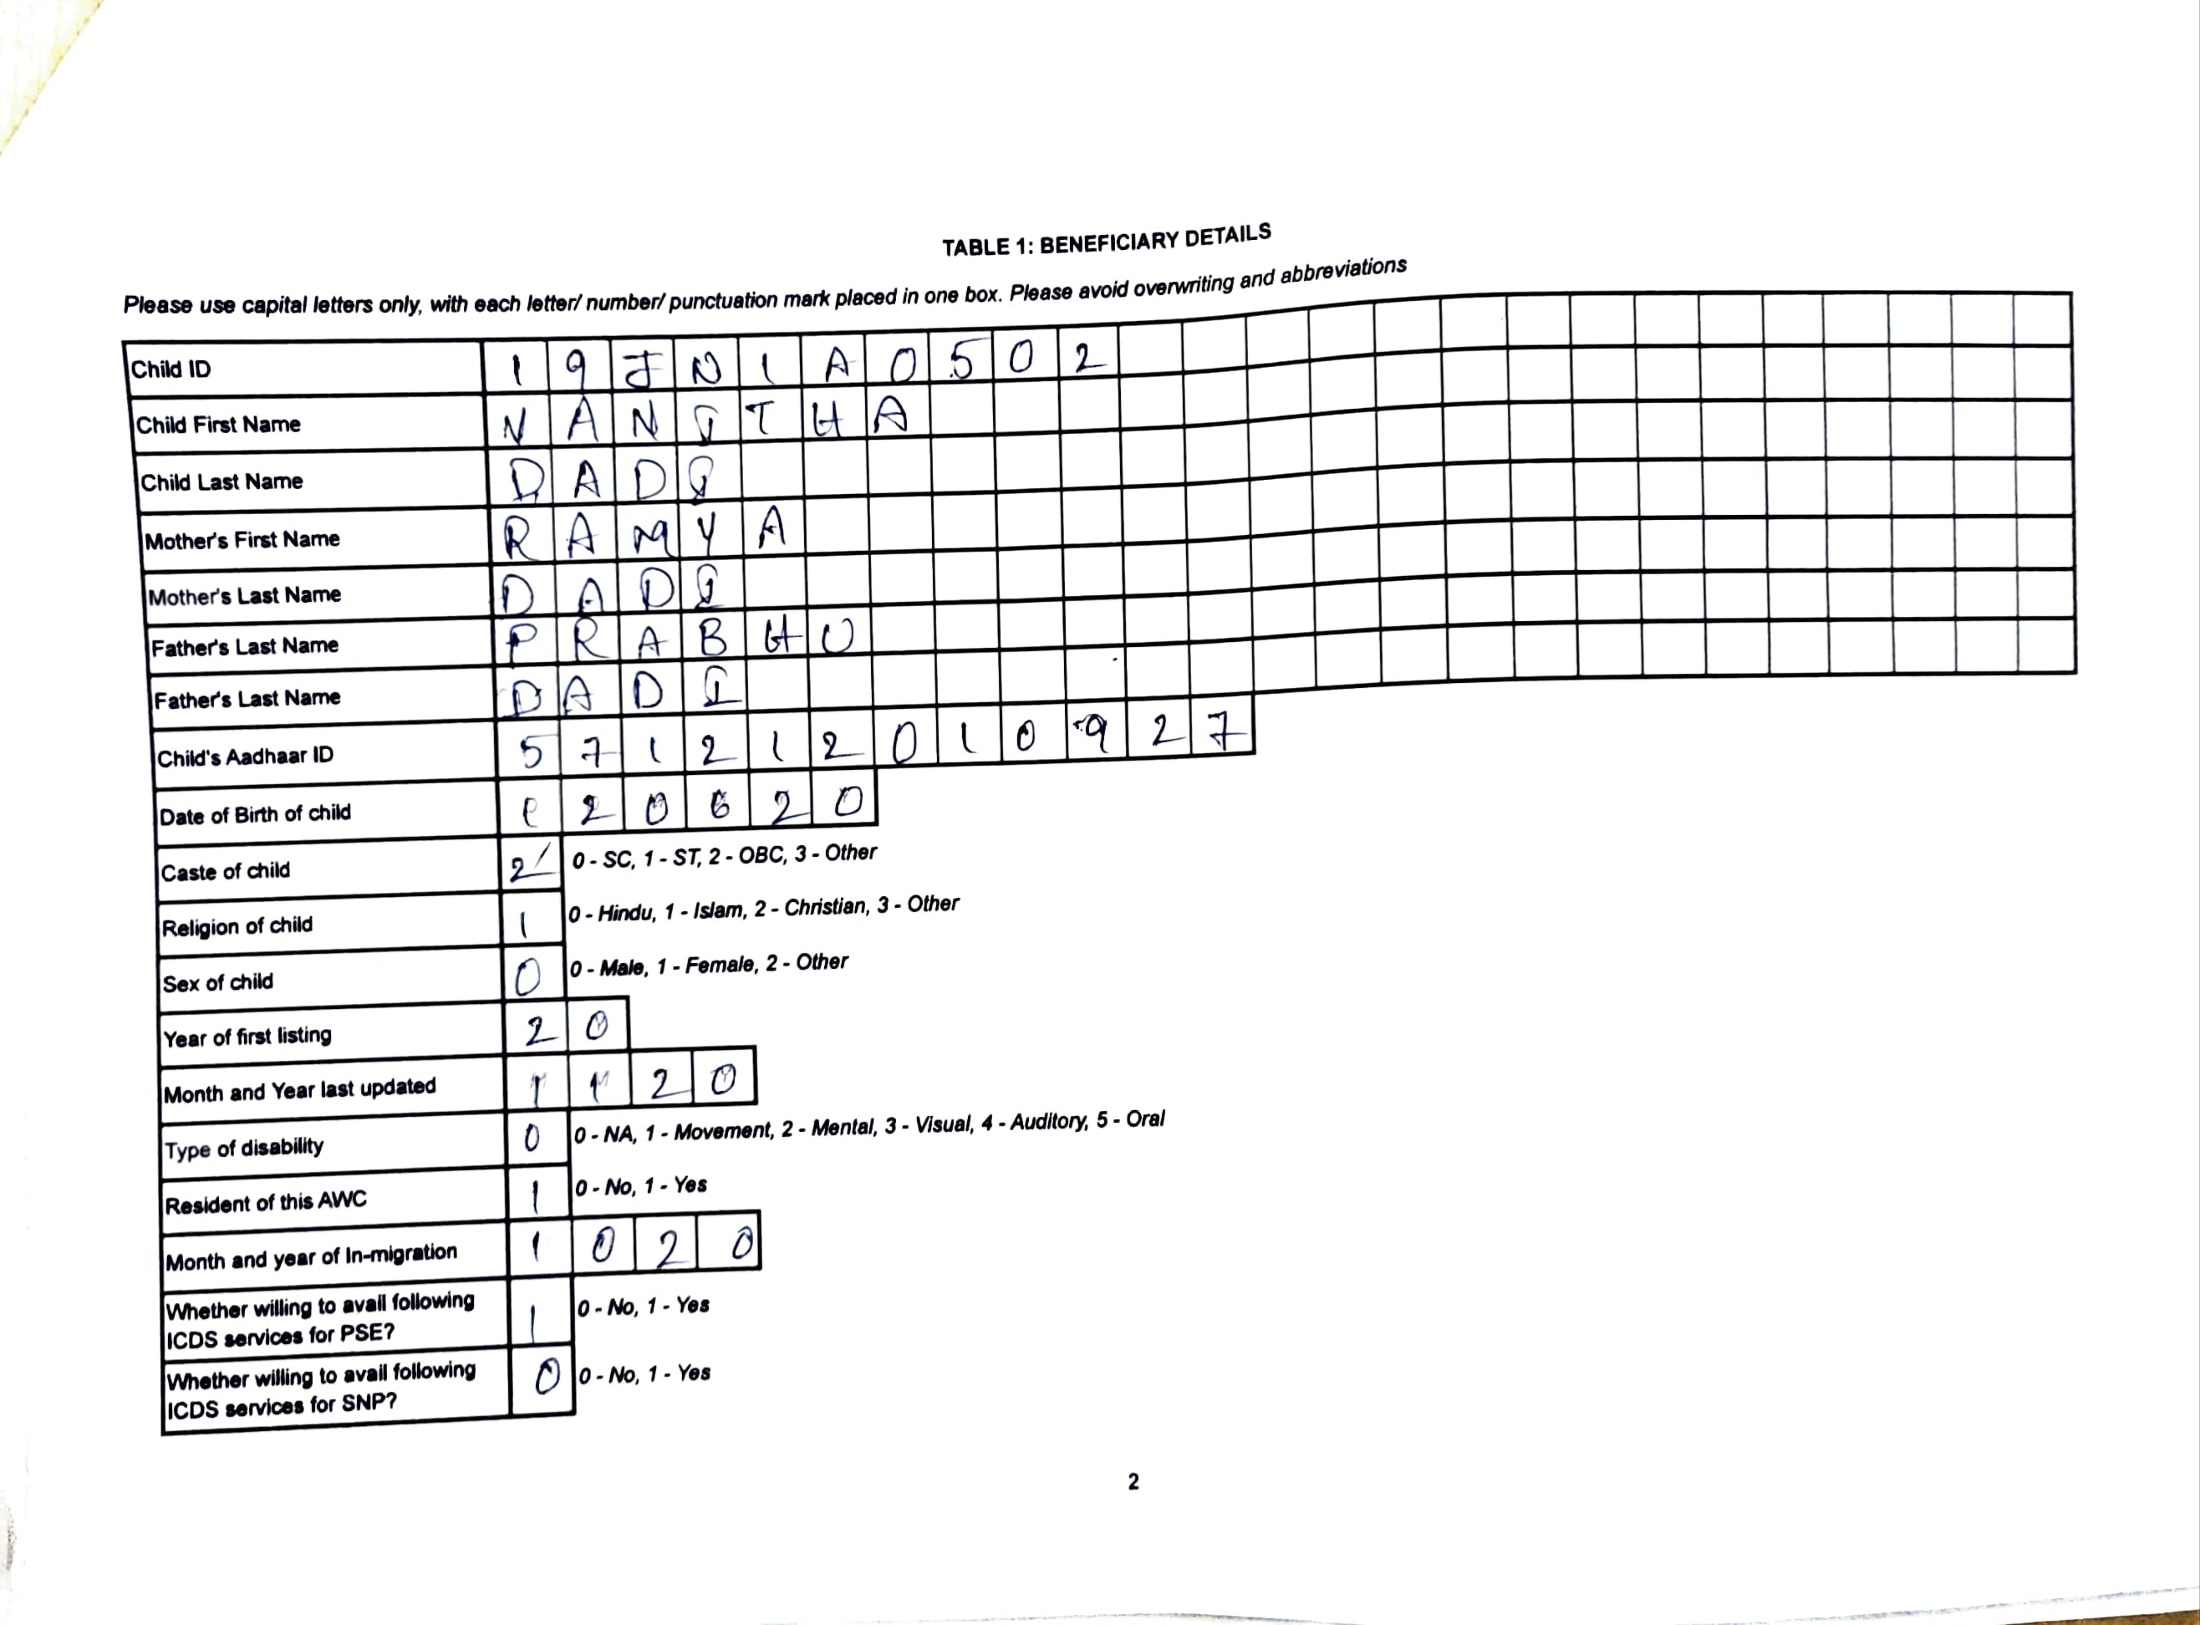 TABLE 1: BENEFICIARY DETAILS
Please use capital letters only, with each letter/ number/ punctuation mark placed in one box. Please avoid overwriting and abbreviations
Child ID 1 9 J N 1 A 0 5 0 2
Child First Name V A N I T H A
Child Last Name D A D I
Mother's First Name R A M Y A
Mother's Last Name D A D I
Father's Last Name P R A B H U
Father's Last Name D A D I
Child's Aadhaar ID 5 7 1 2 1 2 0 1 0 9 2 7
Date of Birth of child 2 0 6 2 0
Caste of child 2 0 - SC, 1 - ST, 2 - OBC, 3 - Other
Religion of child 1 0 - Hindu, 1 - Islam, 2 - Christian, 3 - Other
Sex of child 0 0 - Male, 1 - Female, 2 - Other
Year of first listing 2 0
Month and Year last updated 1 1 2 0
Type of disability 0 0 - NA, 1 - Movement, 2 - Mental, 3 - Visual, 4 - Auditory, 5 - Oral
Resident of this AWC 1 0 - No, 1 - Yes
Month and year of In-migration 1 0 2 0
Whether willing to avail following
ICDS services for PSE? 1 0 - No, 1 - Yes
Whether willing to avail following
ICDS services for SNP? 0 0 - No, 1 - Yes
2